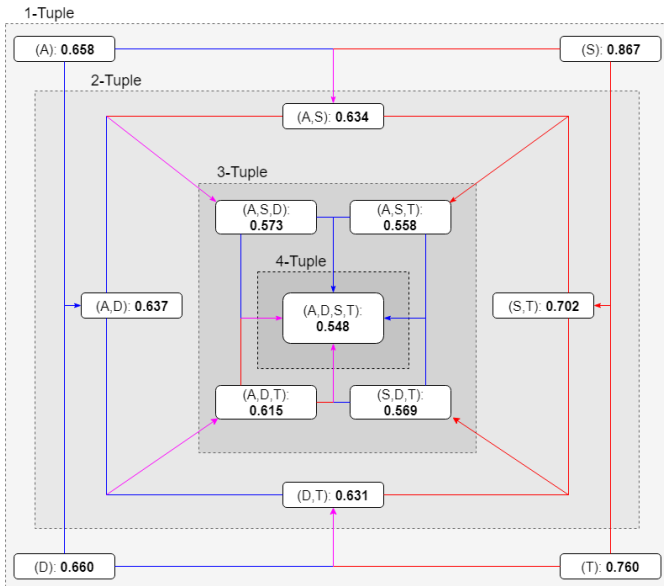 1-Tuple
(A): 0.658
(S): 0.867
2-Tuple
(A,S): 0.634
3-Tuple
(A,S,D):
0.573
(A,S,T):
0.558
4-Tuple
(A,D): 0.637
(A,D,S,T):
0.548
(S,T): 0.702
(A,D,T):
0.615
(S,D,T):
0.569
(D,T): 0.631
(D): 0.660
(T): 0.760